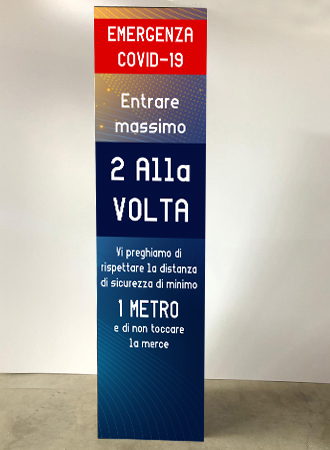 EMERGENZA
COVID-19
Entrare
massimo
2 Alla
VOLTA
Vi preghiamo di
rispettare la distanza
di sicurezza di minimo
1 METRO
e di non toccare
la merce